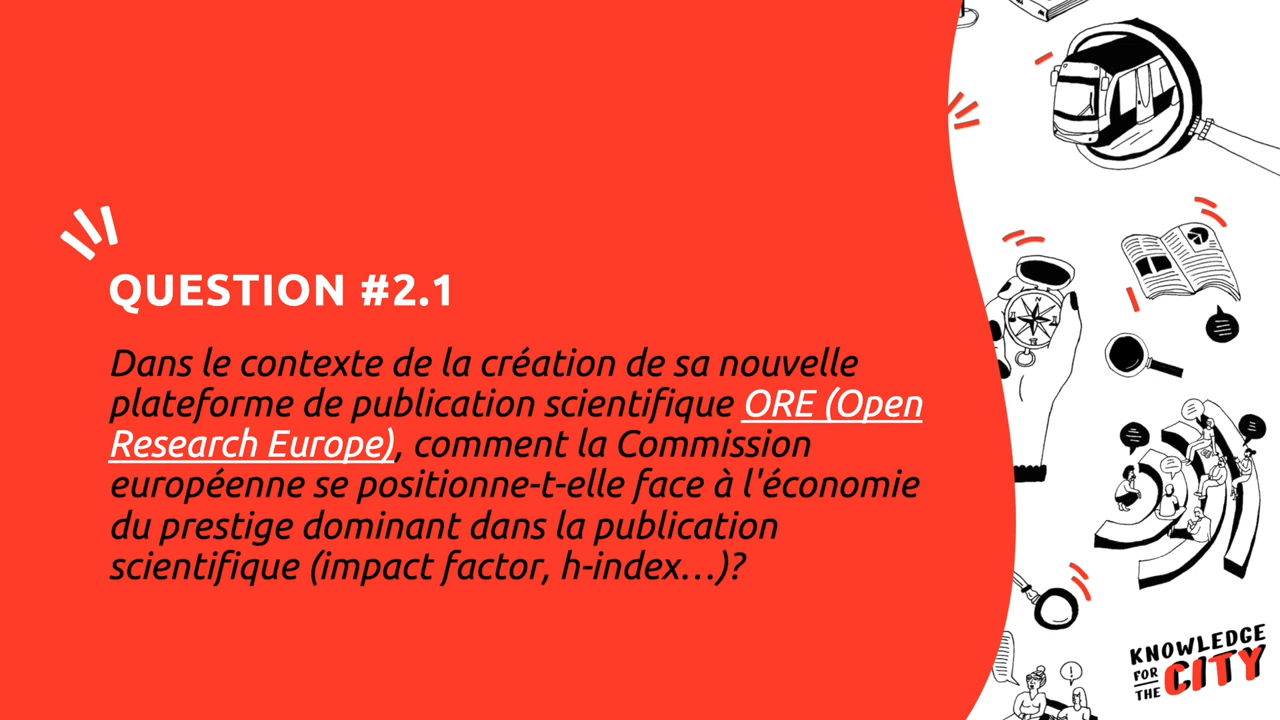 QUESTION #2.1
Dans le contexte de la création de sa nouvelle
plateforme de publication scientifique ORE (Open
Research Europe), comment la Commission
européenne se positionne-t-elle face à l'économie
du prestige dominant dans la publication
scientifique (impact factor, h-index...)?
KNOWLEDGE
FOR
THE
CITY